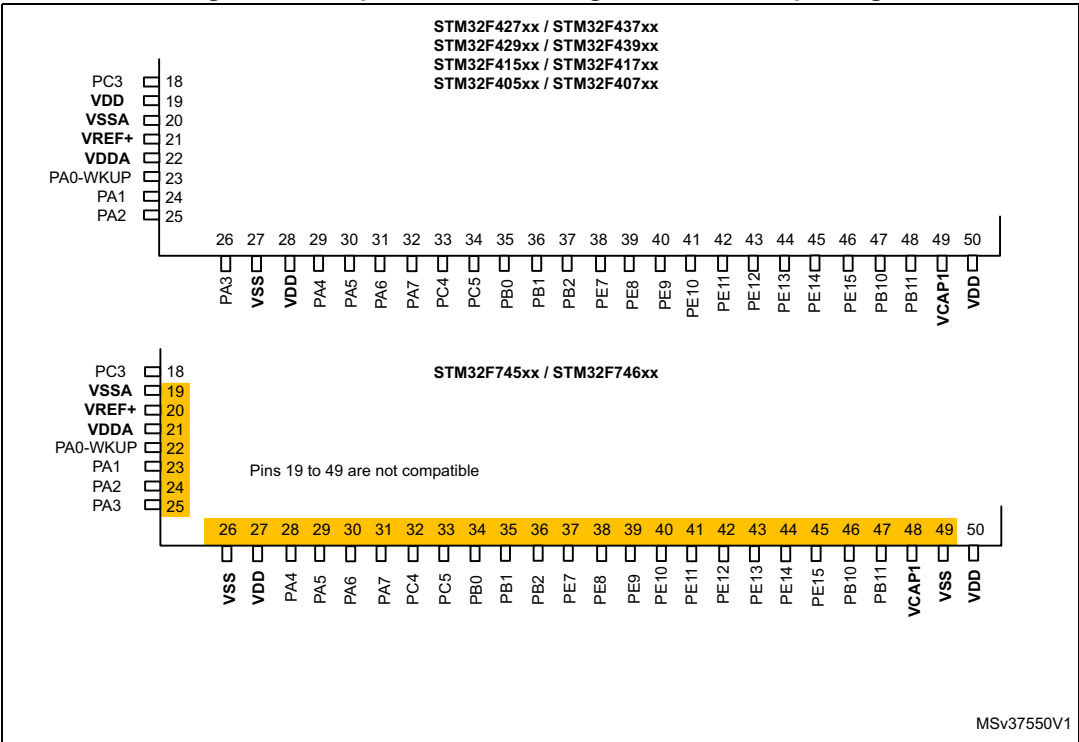 STM32F427xx / STM32F437xx
STM32F429xx / STM32F439xx
STM32F415xx / STM32F417xx
STM32F405xx / STM32F407xx
PC3 18
VDD 19
VSSA 20
VREF+ 21
VDDA 22
PA0-WKUP 23
PA1 24
PA2 25
26 27 28 29 30 31 32 33 34 35 36 37 38 39 40 41 42 43 44 45 46 47 48 49 50
PA3 VSS VDD PA4 PA5 PA6 PA7 PC4 PC5 PB0 PB1 PB2 PE7 PE8 PE9 PE10 PE11 PE12 PE13 PE14 PE15 PB10 PB11 VCAP1 VDD
STM32F745xx / STM32F746xx
PC3 18
VSSA 19
VREF+ 20
VDDA 21
PA0-WKUP 22
PA1 23
PA2 24
PA3 25
Pins 19 to 49 are not compatible
26 27 28 29 30 31 32 33 34 35 36 37 38 39 40 41 42 43 44 45 46 47 48 49 50
VSS VDD PA4 PA5 PA6 PA7 PC4 PC5 PB0 PB1 PB2 PE7 PE8 PE9 PE10 PE11 PE12 PE13 PE14 PE15 PB10 PB11 VCAP1 VSS VDD
MSv37550V1